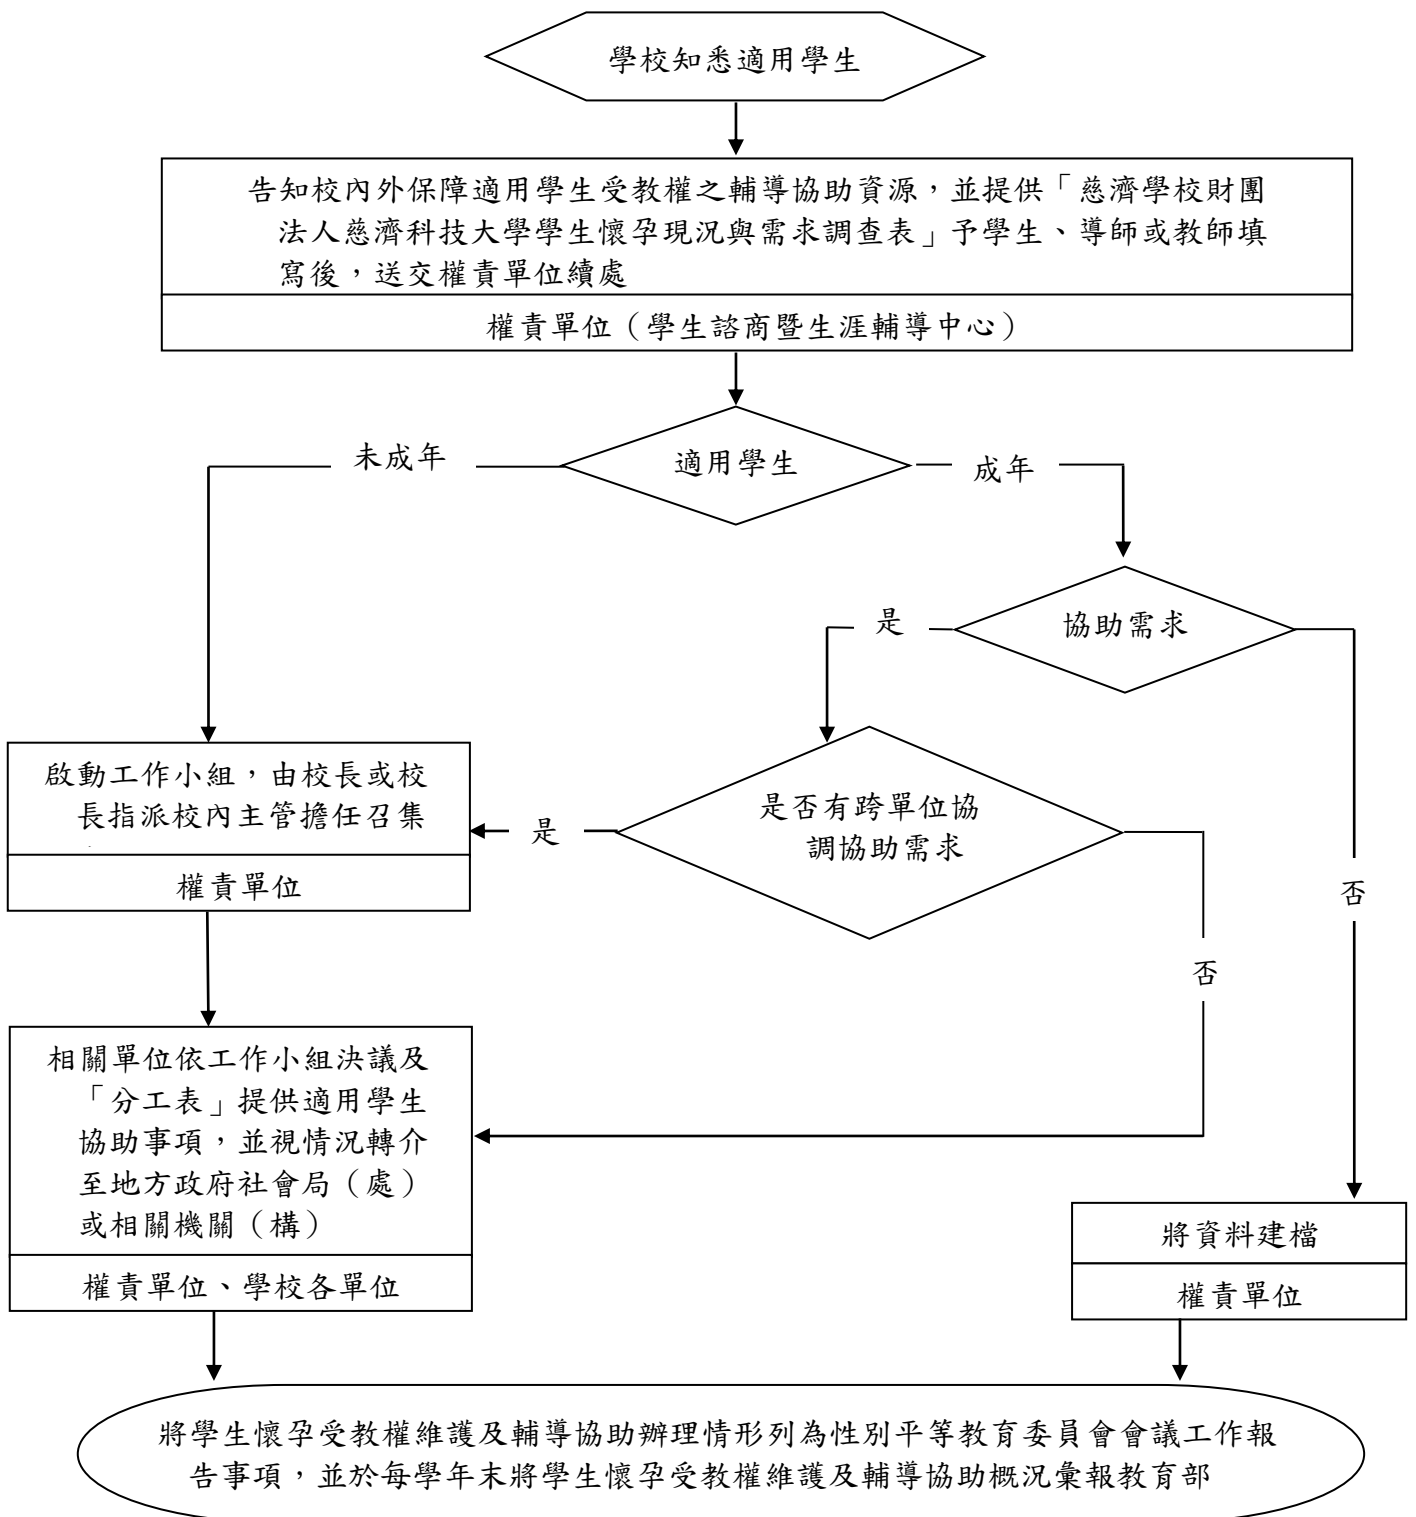 學校知悉適用學生
告知校內外保障適用學生受教權之輔導協助資源，並提供「慈濟學校財團
法人慈濟科技大學學生懷孕現況與需求調查表」予學生、導師或教師填
寫後，送交權責單位續處
權責單位（學生諮商暨生涯輔導中心）
未成年
適用學生
成年
是
協助需求
啟動工作小組，由校長或校
長指派校內主管擔任召集
權責單位
是
是否有跨單位協
調協助需求
否
否
相關單位依工作小組決議及
「分工表」提供適用學生
協助事項，並視情況轉介
至地方政府社會局（處）
或相關機關（構）
權責單位、學校各單位
將資料建檔
權責單位
將學生懷孕受教權維護及輔導協助辦理情形列為性別平等教育委員會會議工作報
告事項，並於每學年末將學生懷孕受教權維護及輔導協助概況彙報教育部